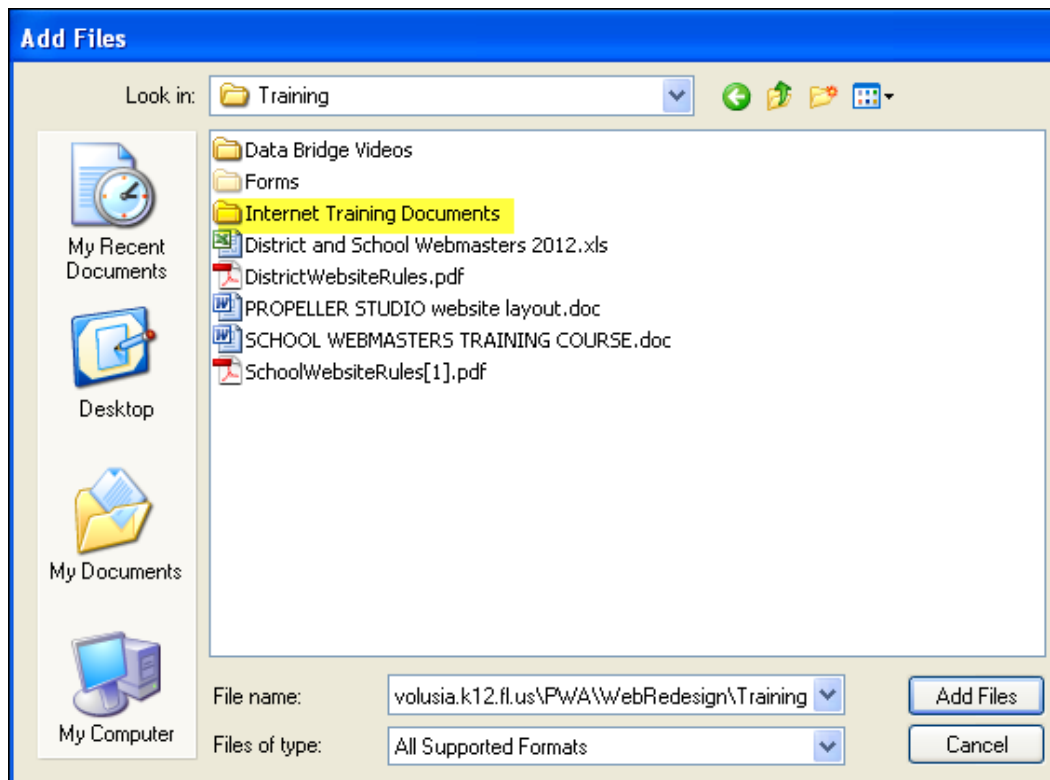 Add Files
Look in: Training
Data Bridge Videos
Forms
Internet Training Documents
District and School Webmasters 2012.xls
DistrictWebsiteRules.pdf
PROPELLER STUDIO website layout.doc
SCHOOL WEBMASTERS TRAINING COURSE.doc
SchoolWebsiteRules[1].pdf
My Recent
Documents
Desktop
My Documents
My Computer
File name: volusia.k12.fl.us\PWA\WebRedesign\Training Add Files
Files of type: All Supported Formats Cancel